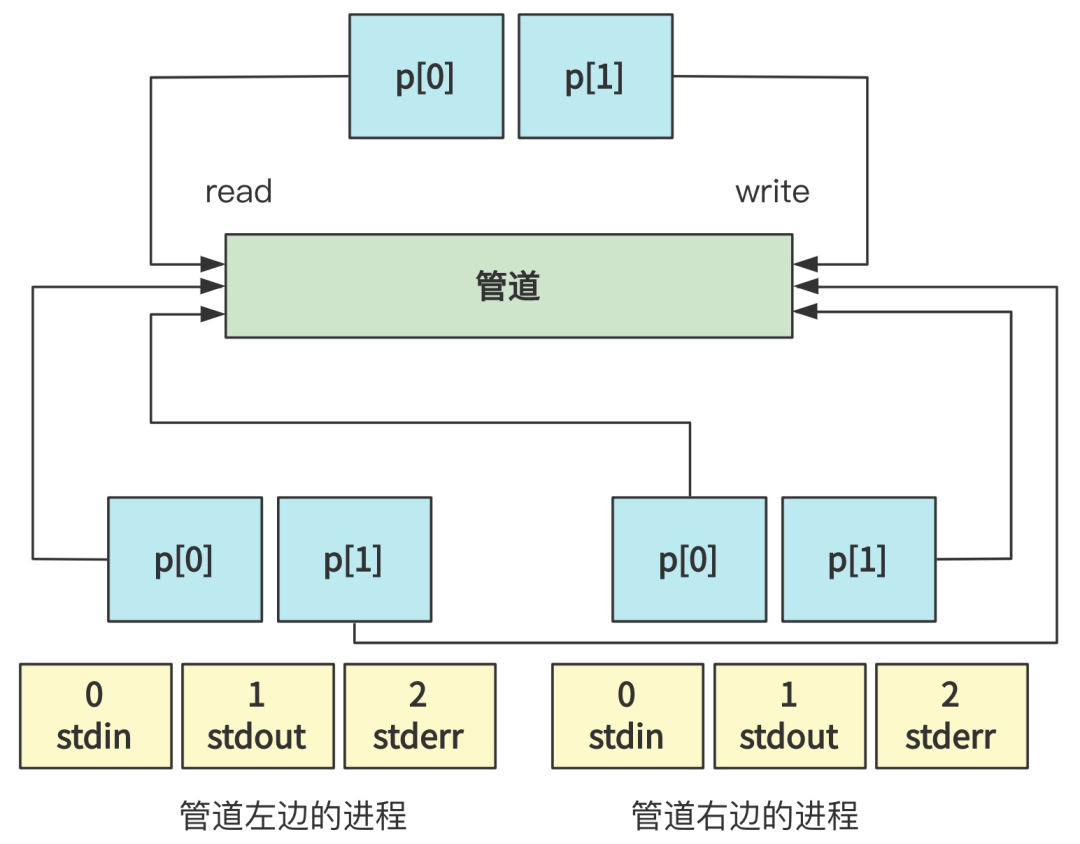 p[0]
p[1]
read
write
管道
p[0]
p[1]
p[0]
p[1]
0
stdin
1
stdout
2
stderr
0
stdin
1
stdout
2
stderr
管道左边的进程
管道右边的进程